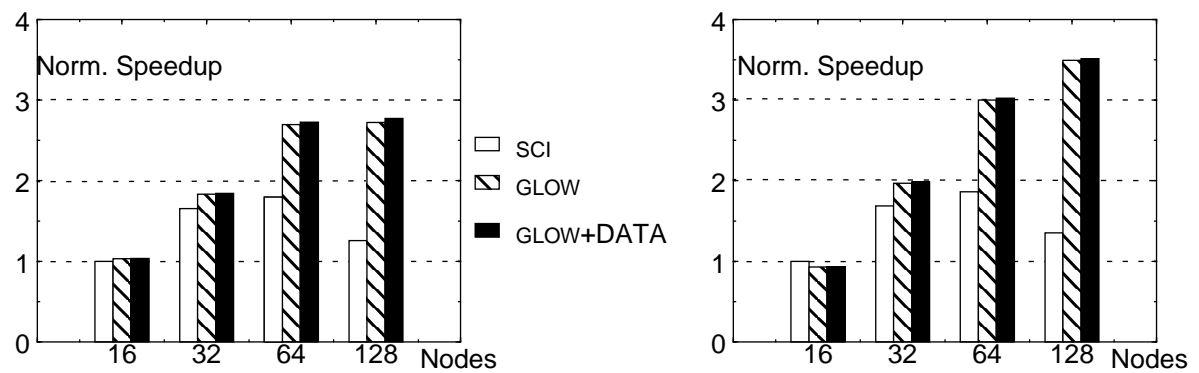 4
Norm. Speedup
3
2
1
0
16 32 64 128 Nodes
SCI
GLOW
GLOW+DATA
4
Norm. Speedup
3
2
1
0
16 32 64 128 Nodes